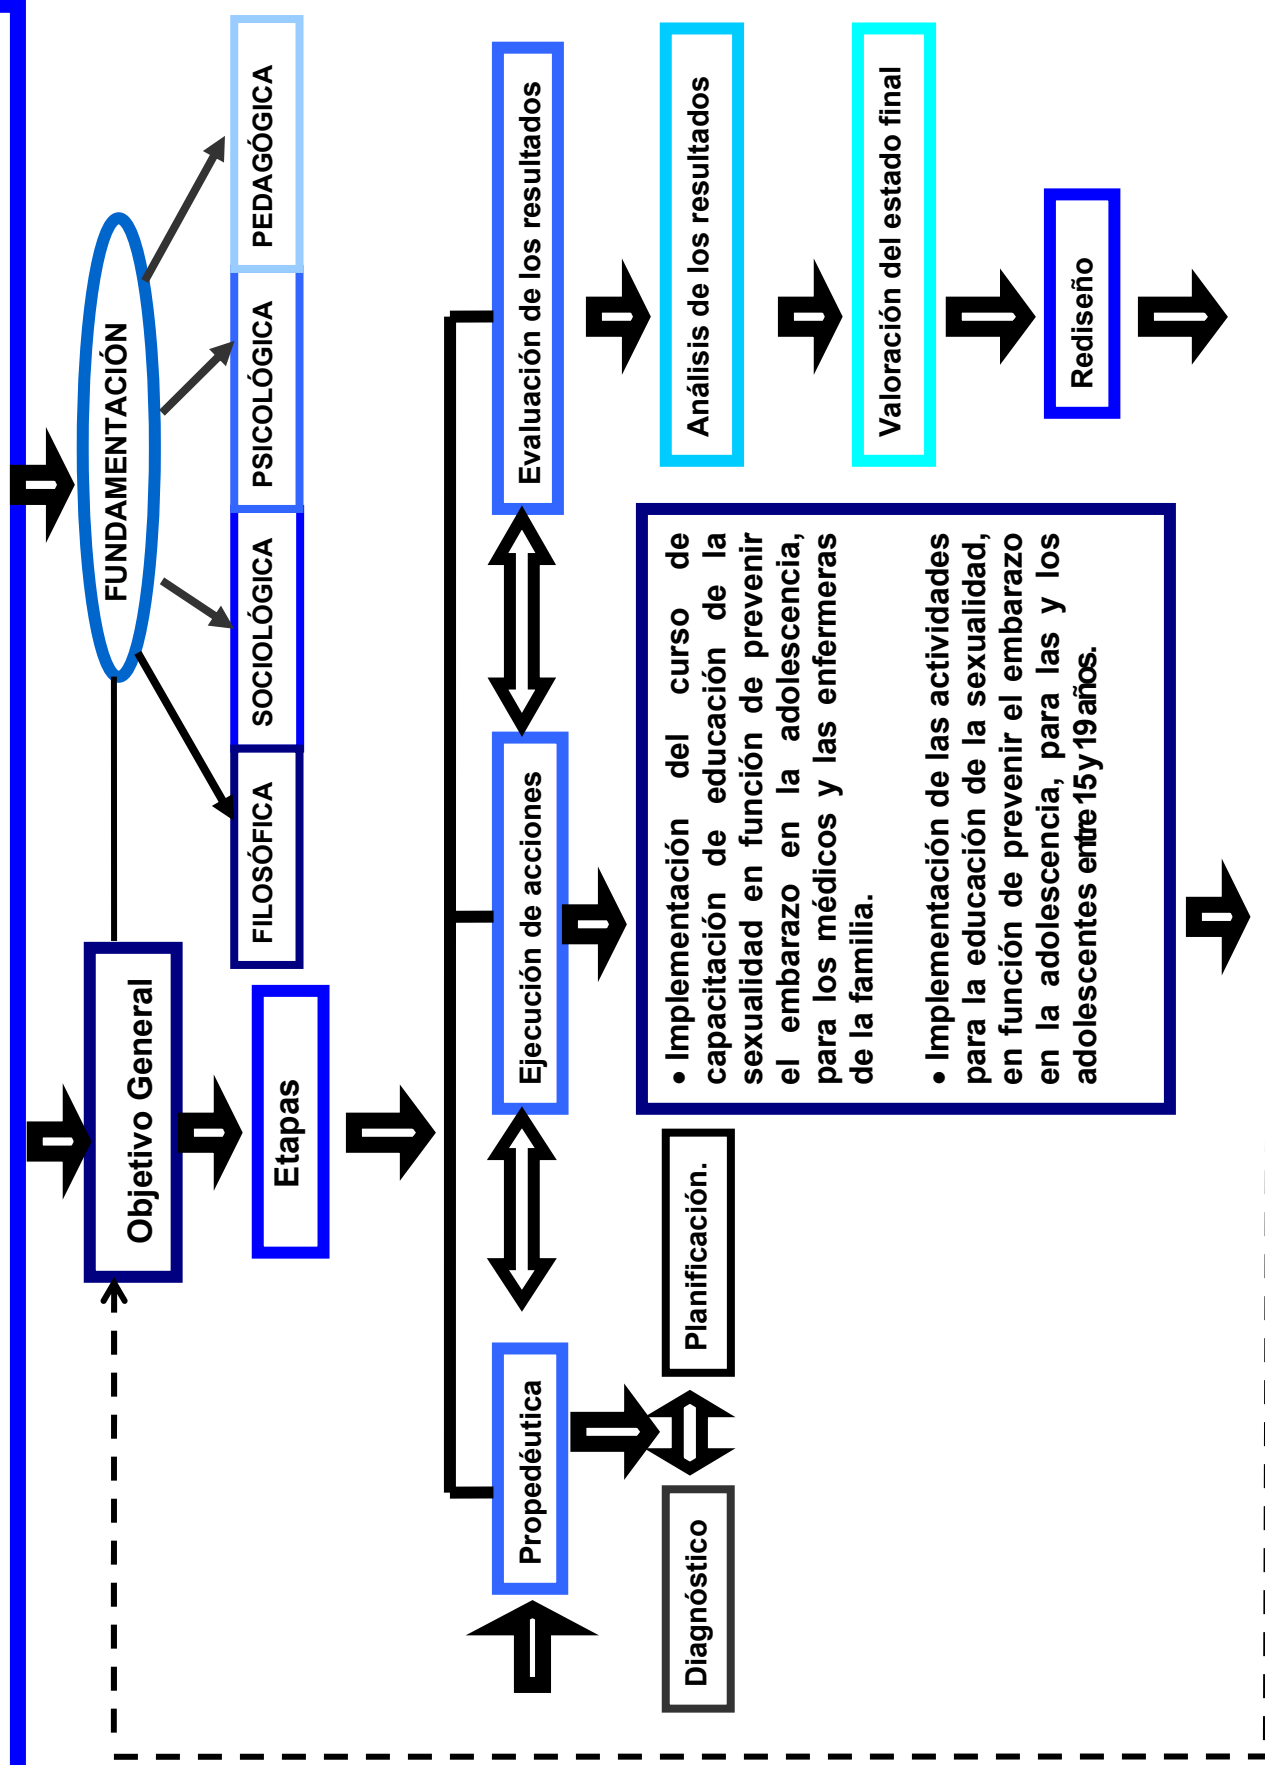 FUNDAMENTACIÓN
Objetivo General
FILOSÓFICA
SOCIOLÓGICA
PSICOLÓGICA
PEDAGÓGICA
Etapas
Propedéutica
Ejecución de acciones
Evaluación de los resultados
Diagnóstico
Planificación.
• Implementación del curso de
capacitación de educación de la
sexualidad en función de prevenir
el embarazo en la adolescencia,
para los médicos y las enfermeras
de la familia.
• Implementación de las actividades
para la educación de la sexualidad,
en función de prevenir el embarazo
en la adolescencia, para las y los
adolescentes entre 15 y 19 años.
Análisis de los resultados
Valoración del estado final
Rediseño